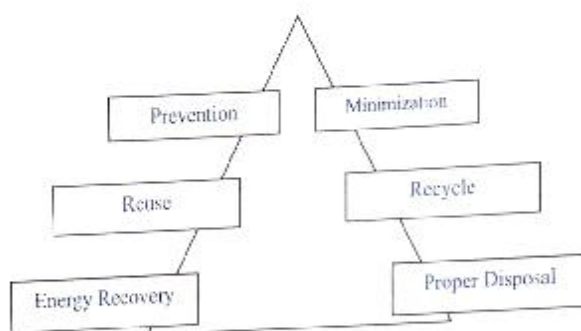 Prevention
Minimization
Reuse
Recycle
Energy Recovery
Proper Disposal